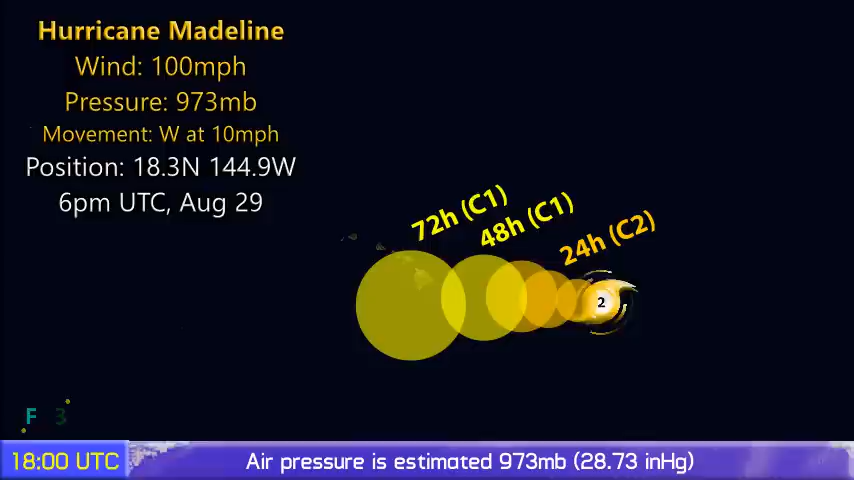 Hurricane Madeline
Wind: 100mph
Pressure: 973mb
Movement: W at 10mph
Position: 18.3N 144.9W
6pm UTC, Aug 29
72h (C1)
48h (C1)
24h (C2)
2
F 3
18:00 UTC
Air pressure is estimated 973mb (28.73 inHg)